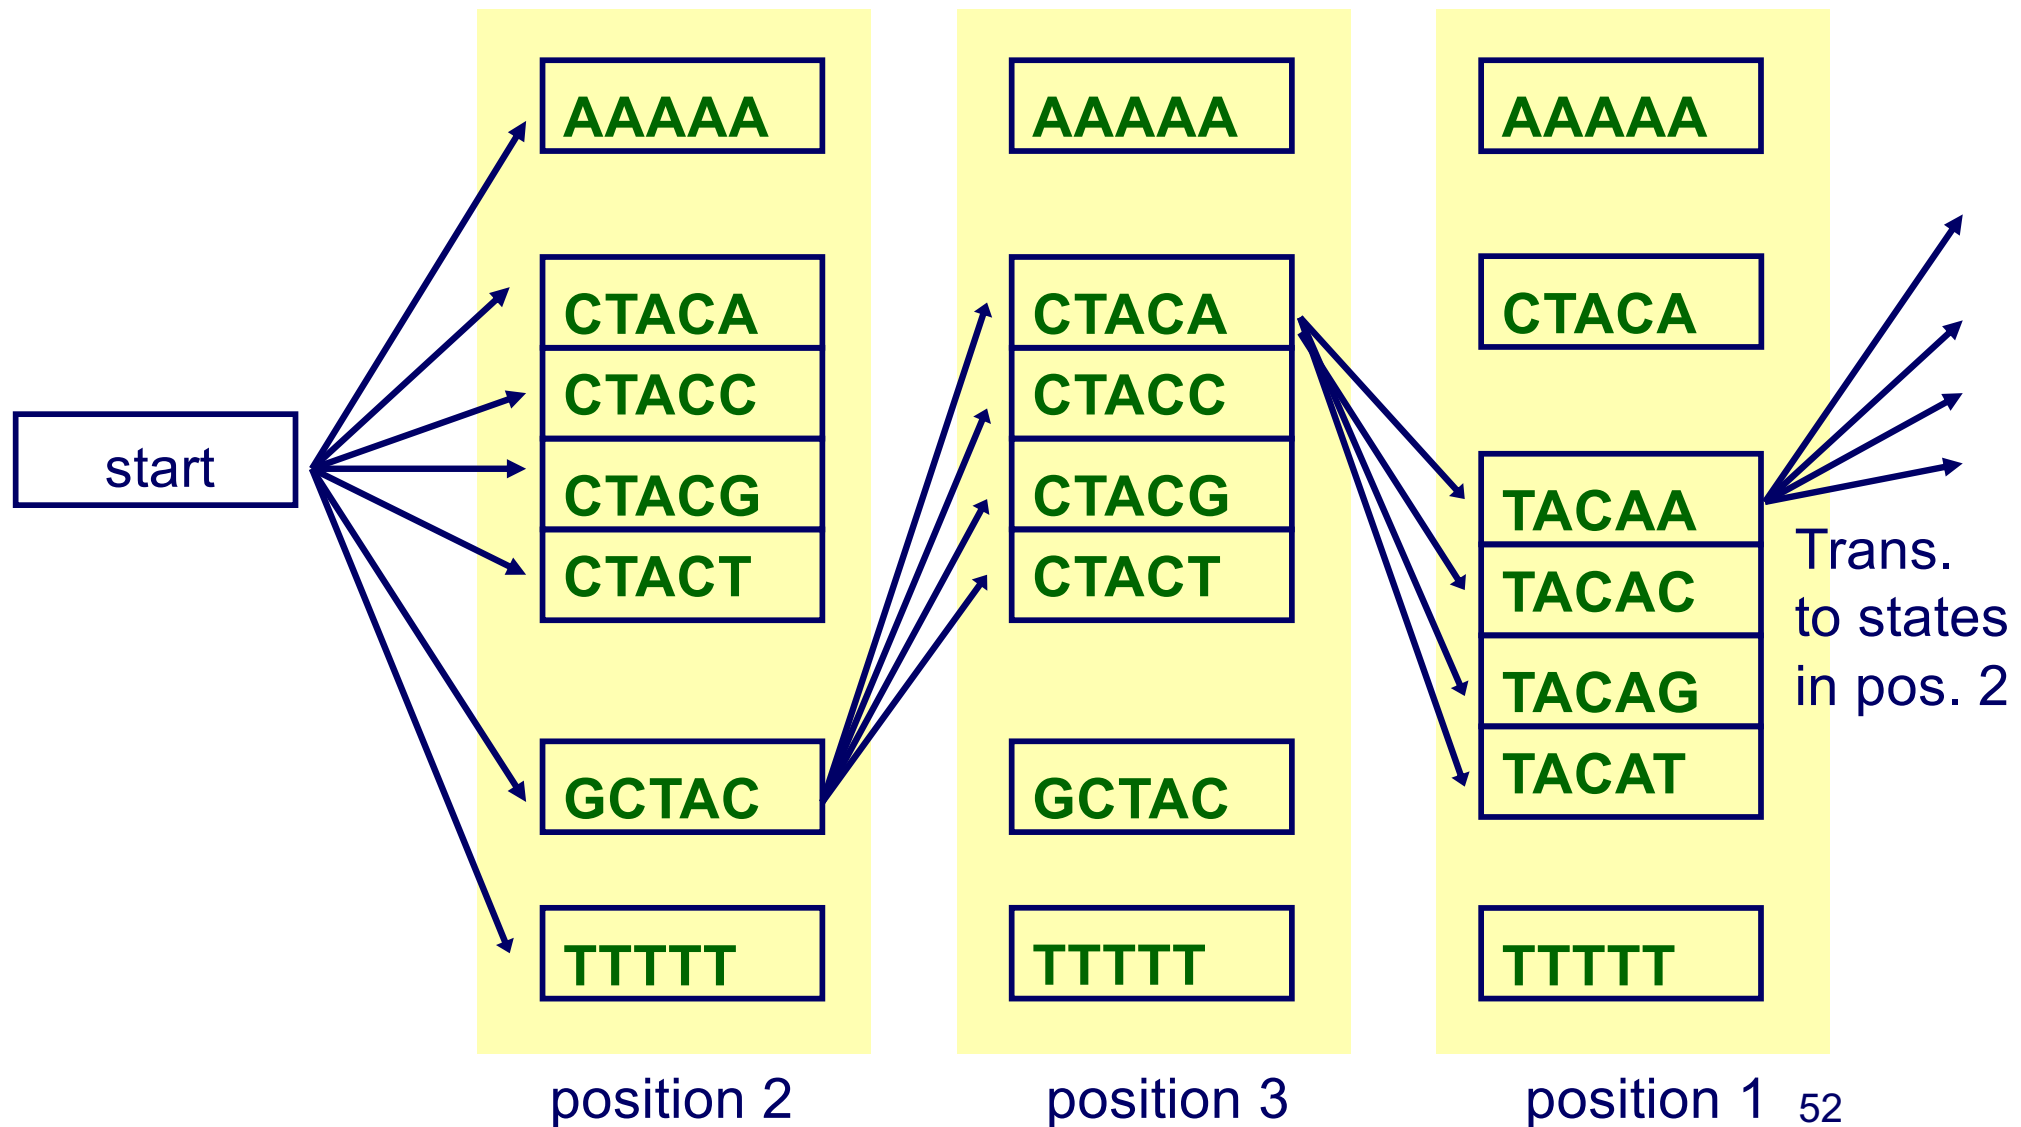 start
AAAAA
CTACA
CTACC
CTACG
CTACT
GCTAC
TTTTT
position 2
AAAAA
CTACA
CTACC
CTACG
CTACT
GCTAC
TTTTT
position 3
AAAAA
CTACA
TACAA
TACAC
TACAG
TACAT
TTTTT
position 1
Trans.
to states
in pos. 2
52